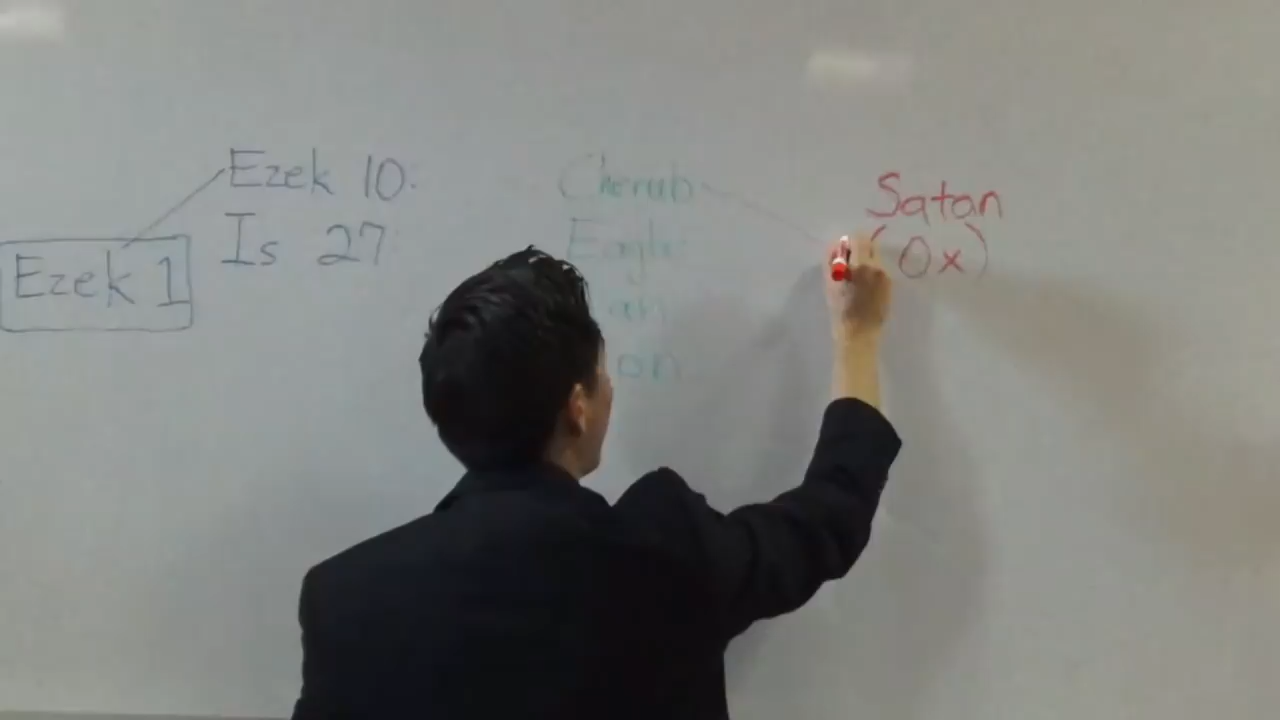 Ezek 10:
Is 27:
Ezek 1
Cherub
Eagle
Satan
(Ox)